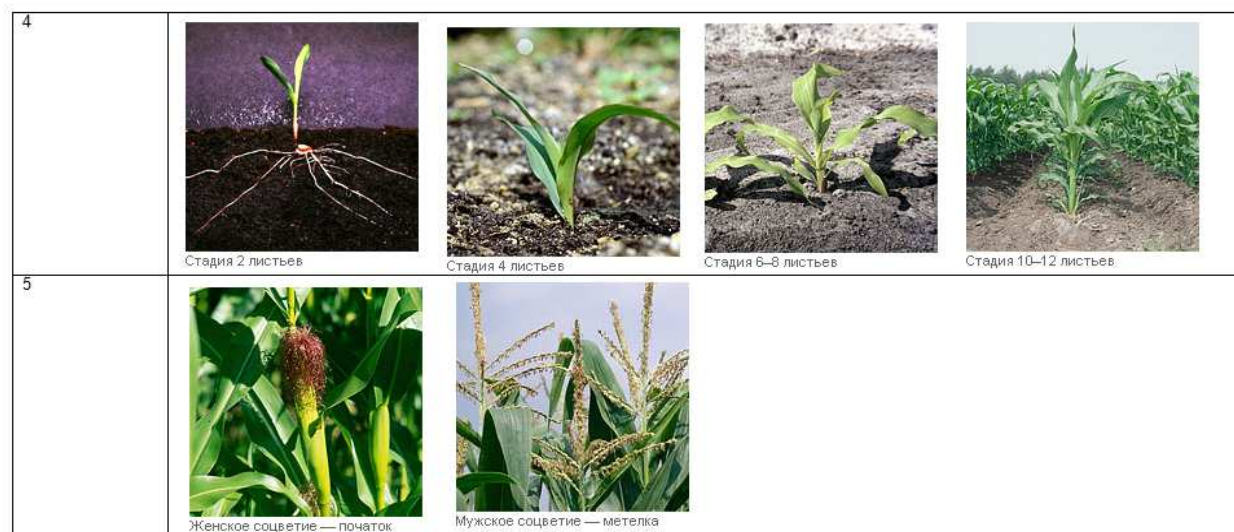 4
Стадия 2 листьев
Стадия 4 листьев
Стадия 6–8 листьев
Стадия 10–12 листьев
5
Женское соцветие — початок
Мужское соцветие — метелка